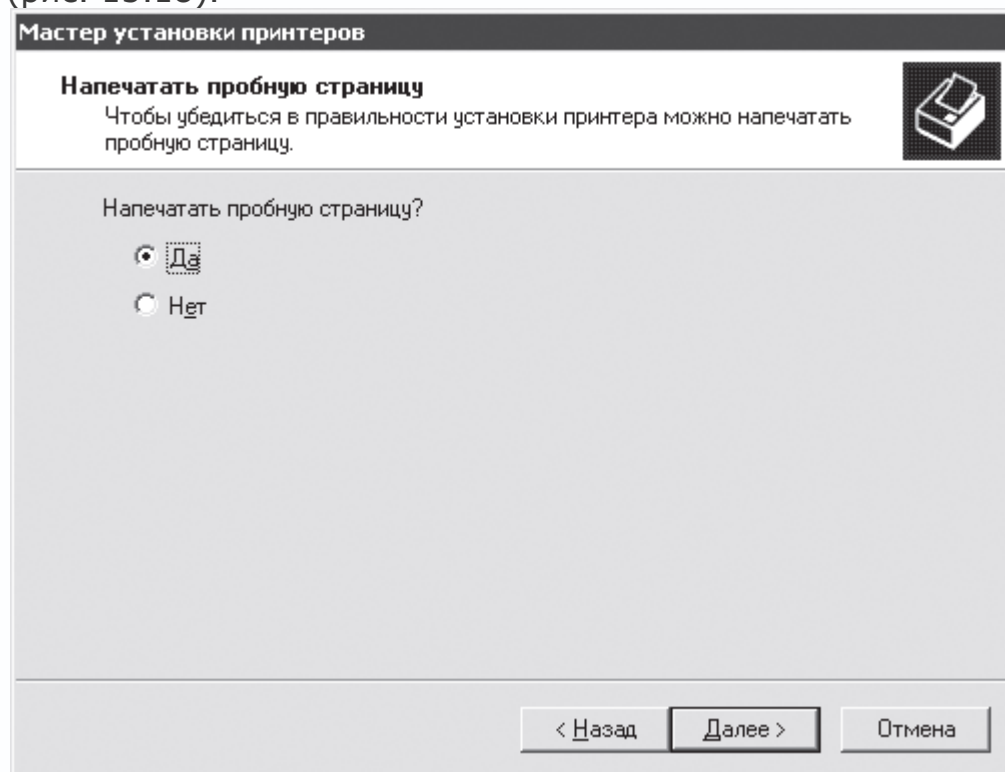 Мастер установки принтеров
Напечатать пробную страницу
Чтобы убедиться в правильности установки принтера можно напечатать
пробную страницу.
Напечатать пробную страницу?
Да
Нет
< Назад
Далее >
Отмена